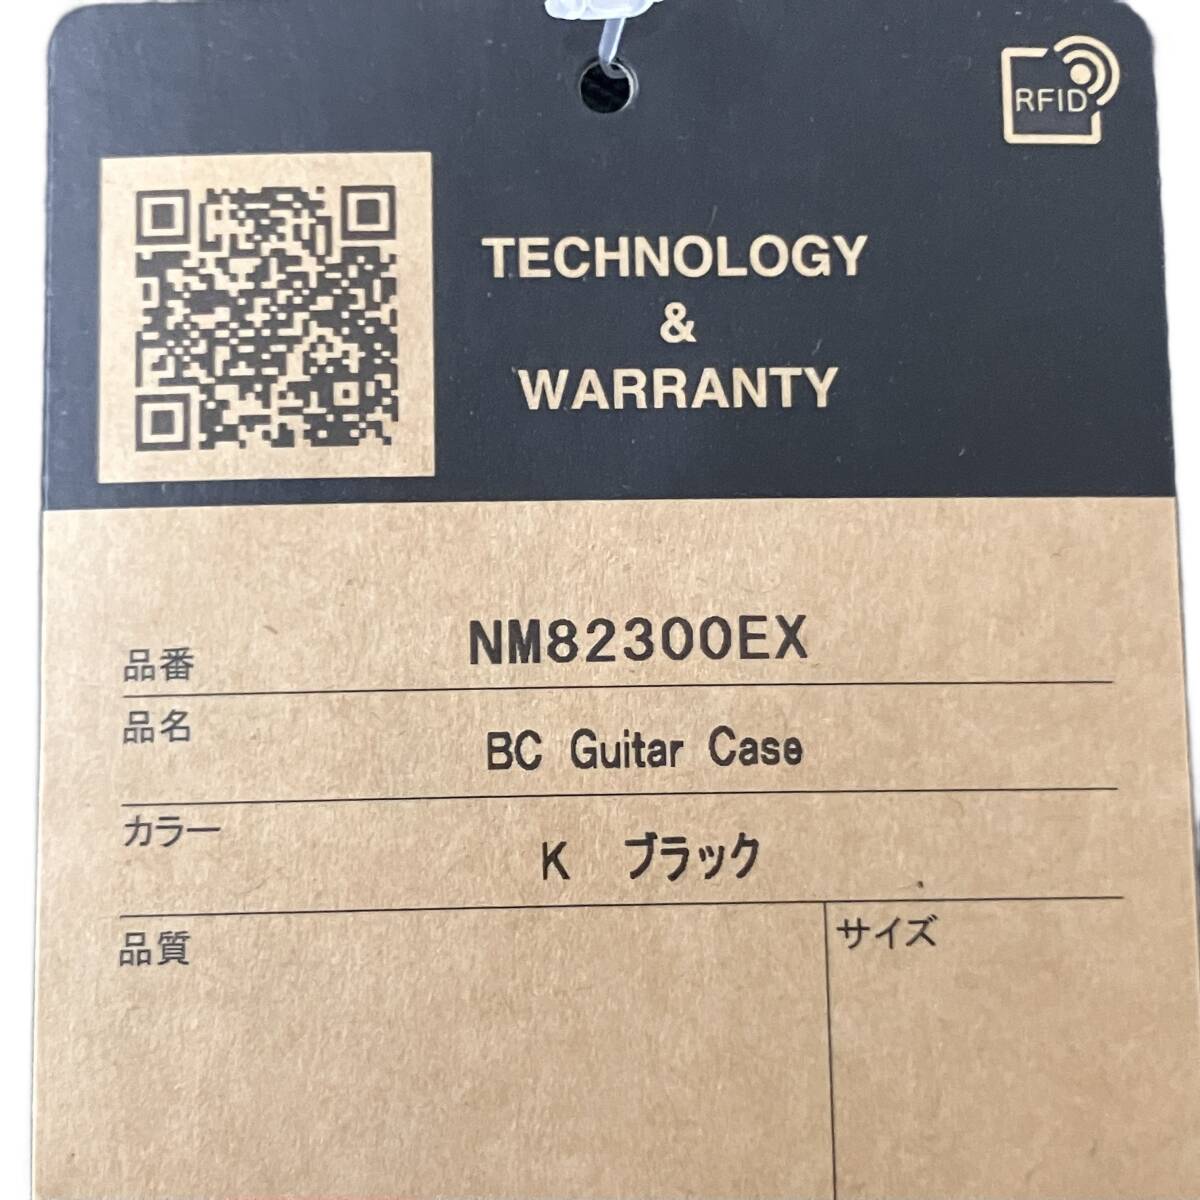 RFID
TECHNOLOGY
&
WARRANTY
品番 NM82300EX
品名 BC Guitar Case
カラー K ブラック
品質
サイズ